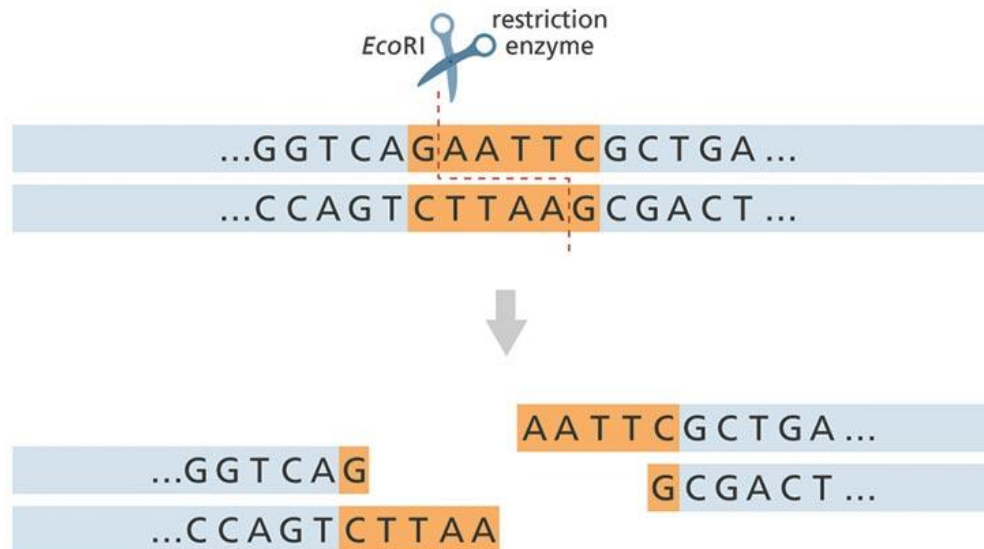 EcoRI
restriction
enzyme
...GGTCAGAATTCGCTGA...
...CCAGTCTTAAGCGACT...
AATTCGCTGA...
...GGTCAG
GCGACT...
...CCAGTCTTAA